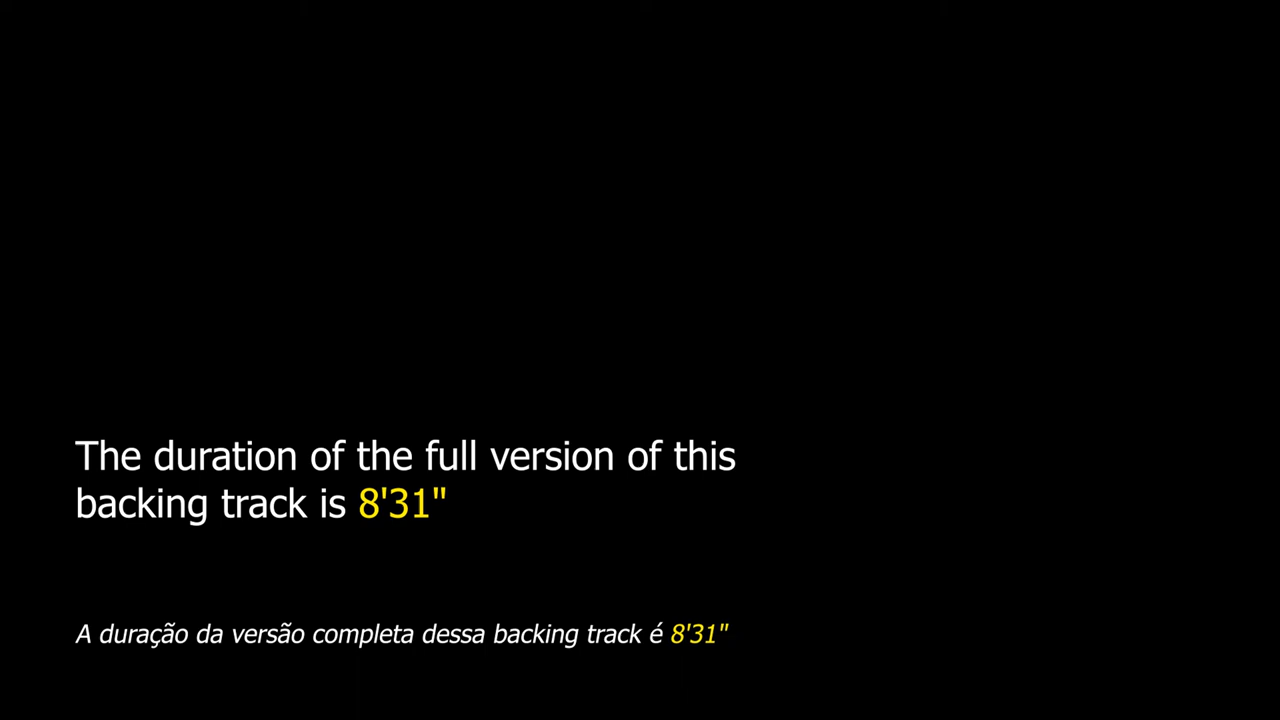 The duration of the full version of this
backing track is 8'31"
A duração da versão completa dessa backing track é 8'31"